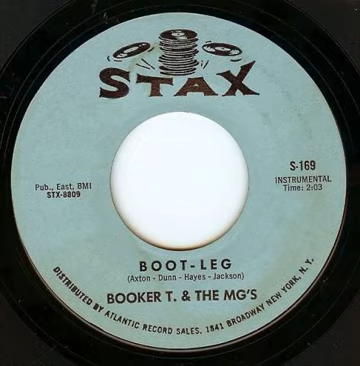 STAX
S-169
Pub., East, BMI
STX-8809
INSTRUMENTAL
Time: 2:03
BOOT-LEG
(Axton - Dunn - Hayes - Jackson)
BOOKER T. & THE MG'S
DISTRIBUTED BY ATLANTIC RECORD SALES, 1841 BROADWAY NEW YORK, N.Y.